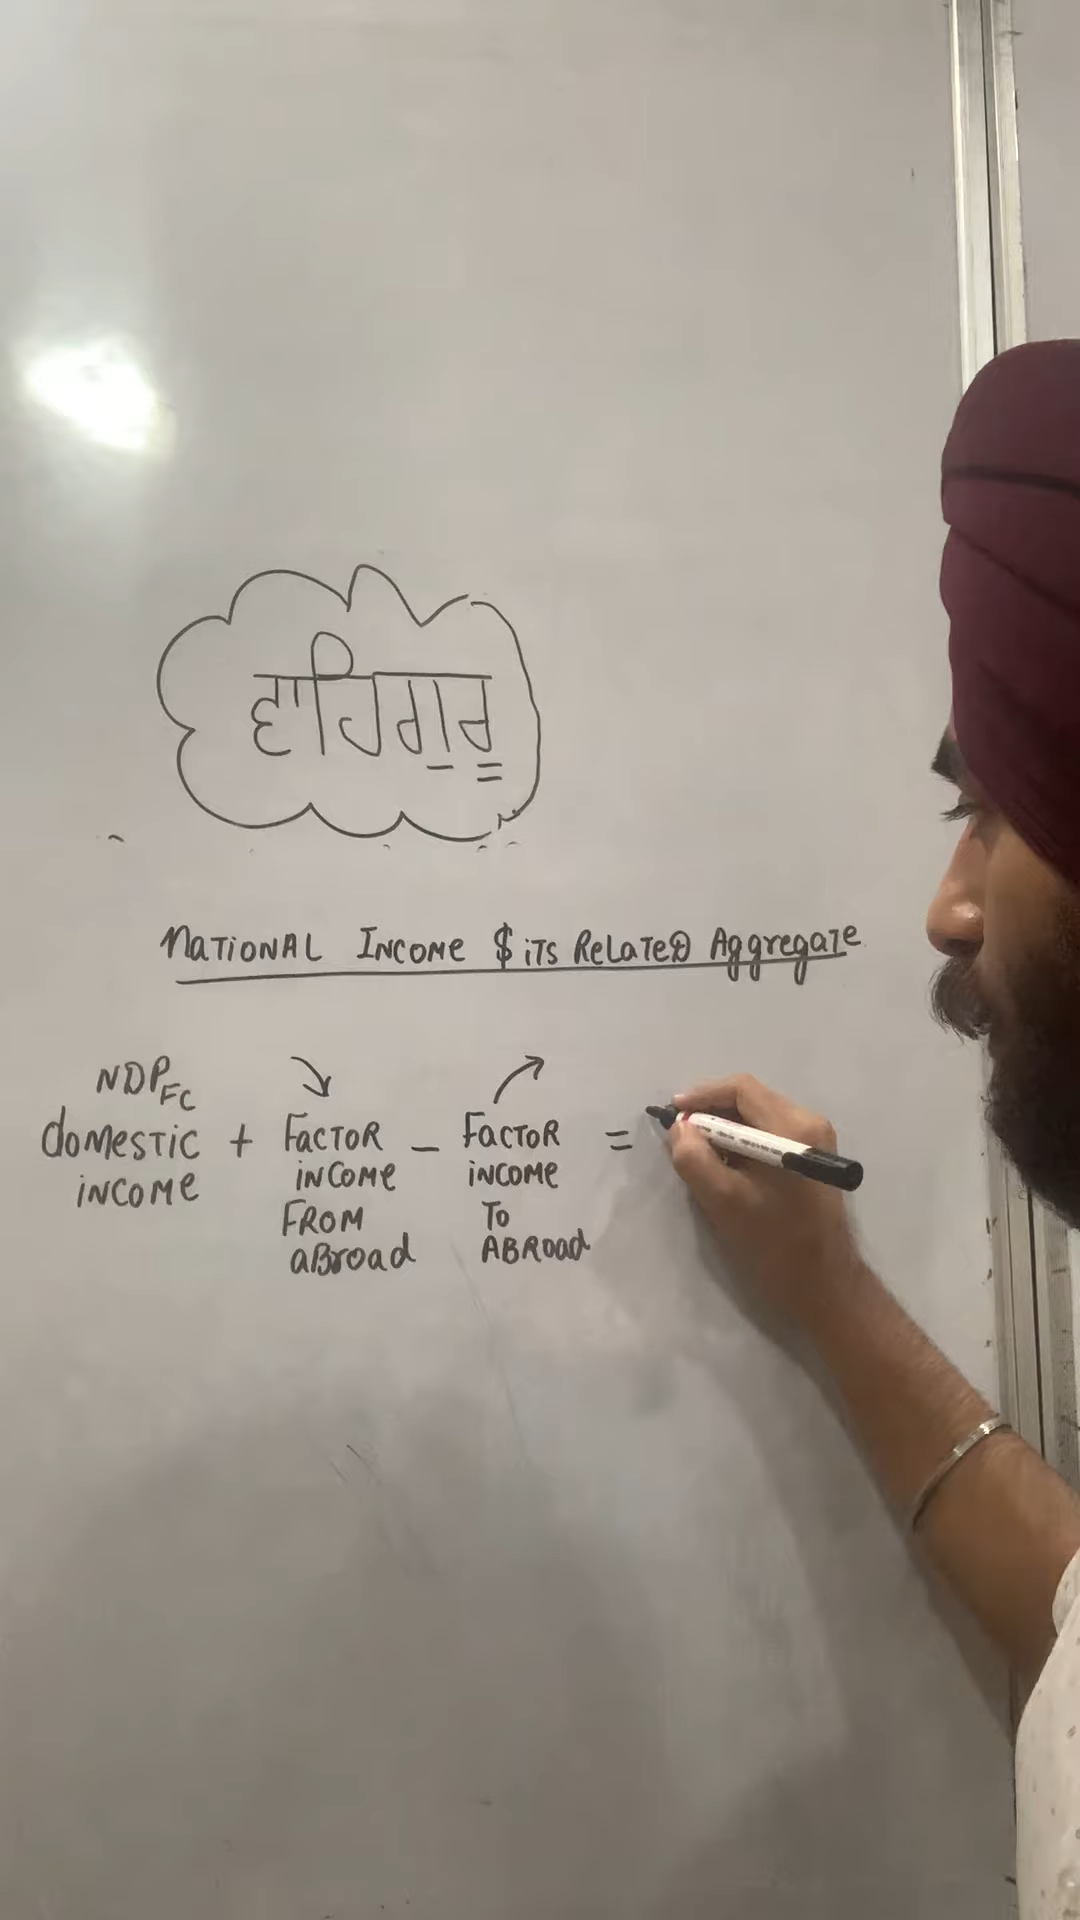 ਵਾਹਿਗੁਰੂ
NATIONAL INCOME $ ITS RELATED AGGREGATE
NDPFC
DOMESTIC INCOME + FACTOR INCOME FROM ABROAD - FACTOR INCOME TO ABROAD =